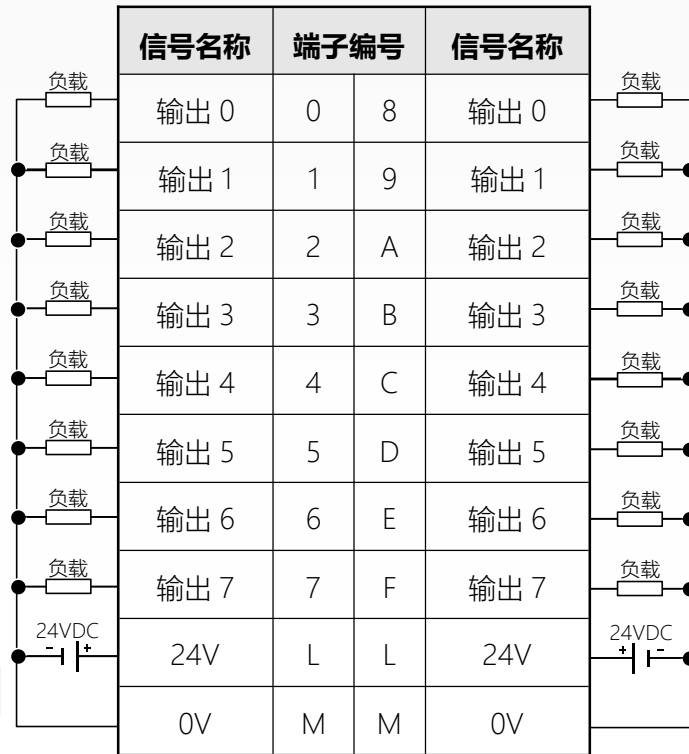 信号名称 端子编号 信号名称
负载 输出 0 0 8 输出 0 负载
负载 输出 1 1 9 输出 1 负载
负载 输出 2 2 A 输出 2 负载
负载 输出 3 3 B 输出 3 负载
负载 输出 4 4 C 输出 4 负载
负载 输出 5 5 D 输出 5 负载
负载 输出 6 6 E 输出 6 负载
负载 输出 7 7 F 输出 7 负载
24VDC - + 24V L L 24V 24VDC + -
0V M M 0V